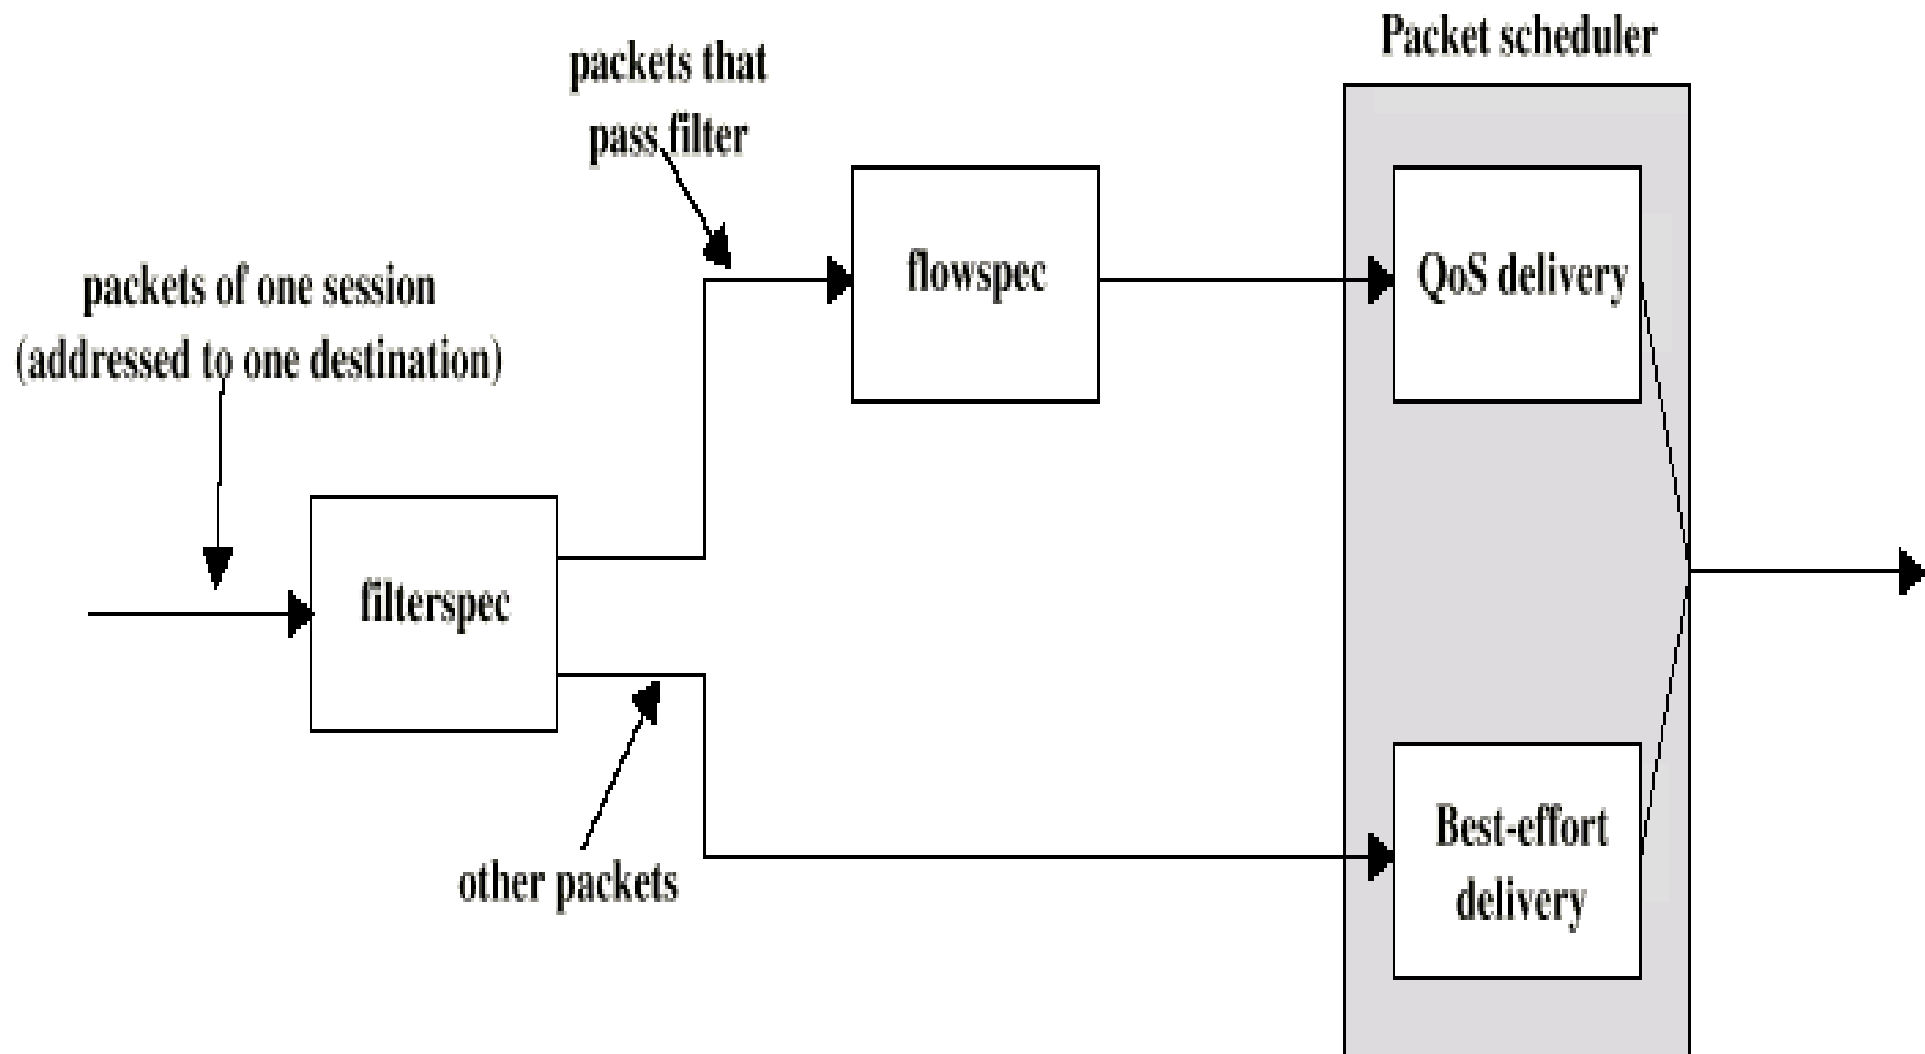 Packet scheduler
packets that
pass filter
flowspec
QoS delivery
packets of one session
(addressed to one destination)
filterspec
other packets
Best-effort
delivery